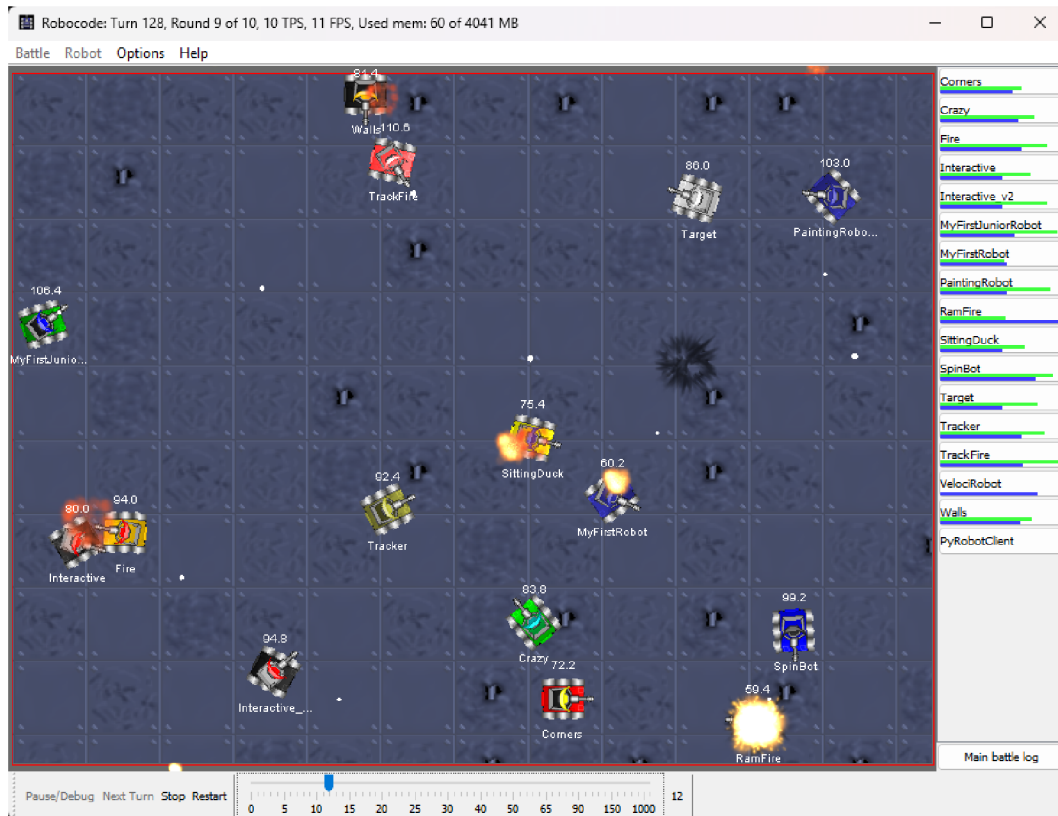 Robocode: Turn 128, Round 9 of 10, 10 TPS, 11 FPS, Used mem: 60 of 4041 MB
Battle Robot Options Help
81.4
Walls
110.6
TrackFire
86.0
Target
103.0
PaintingRobo...
106.4
MyFirstJunio...
75.4
SittingDuck
60.2
MyFirstRobot
92.4
Tracker
80.0
Interactive
94.0
Fire
83.8
Crazy
72.2
Corners
99.2
SpinBot
94.8
Interactive_...
59.4
RamFire
Corners
Crazy
Fire
Interactive
Interactive_v2
MyFirstJuniorRobot
MyFirstRobot
PaintingRobot
RamFire
SittingDuck
SpinBot
Target
Tracker
TrackFire
VelociRobot
Walls
PyRobotClient
Main battle log
Pause/Debug Next Turn Stop Restart
0 5 10 15 20 25 30 40 50 65 90 150 1000
12